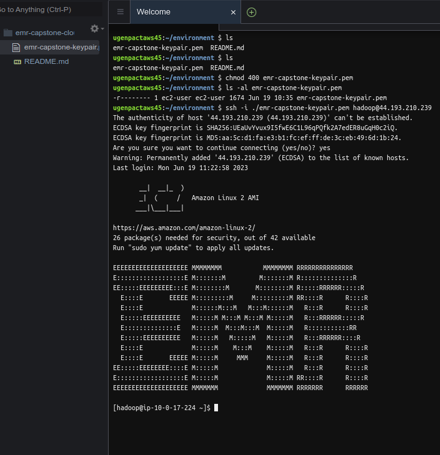 o to Anything (Ctrl-P)
emr-capstone-clo
emr-capstone-keypair.
README.md
Welcome
ugenpactaws45:~/environment $ ls
emr-capstone-keypair.pem  README.md
ugenpactaws45:~/environment $ ls
emr-capstone-keypair.pem  README.md
ugenpactaws45:~/environment $ chmod 400 emr-capstone-keypair.pem
ugenpactaws45:~/environment $ ls -al emr-capstone-keypair.pem
-r-------- 1 ec2-user ec2-user 1674 Jun 19 10:35 emr-capstone-keypair.pem
ugenpactaws45:~/environment $ ssh -i ./emr-capstone-keypair.pem hadoop@44.193.210.239
The authenticity of host '44.193.210.239 (44.193.210.239)' can't be established.
ECDSA key fingerprint is SHA256:UEaUvYvux9I5fwE6C1L96qPQfk2A7edER8uGqH0c2iQ.
ECDSA key fingerprint is MD5:aa:5c:d1:fa:e3:b1:fc:ef:ff:de:3c:eb:49:6d:1b:24.
Are you sure you want to continue connecting (yes/no)? yes
Warning: Permanently added '44.193.210.239' (ECDSA) to the list of known hosts.
Last login: Mon Jun 19 11:22:58 2023
__|  __|_  )
_|  (     /   Amazon Linux 2 AMI
___|\___|___|
https://aws.amazon.com/amazon-linux-2/
26 package(s) needed for security, out of 42 available
Run "sudo yum update" to apply all updates.
EEEEEEEEEEEEEEEEEEEE MMMMMMMM           MMMMMMMM RRRRRRRRRRRRRRR
E::::::::::::::::::E M:::::::M         M:::::::M R::::::::::::::R
EE:::::EEEEEEEEE:::E M::::::::M       M::::::::M R:::::RRRRRR:::::R
E::::E       EEEEE M:::::::::M     M:::::::::M RR::::R      R::::R
E::::E             M::::::M:::M   M:::M::::::M   R:::R      R::::R
E:::::EEEEEEEEEE   M:::::M M:::M M:::M M:::::M   R:::RRRRRR:::::R
E::::::::::::::E   M:::::M  M:::M:::M  M:::::M   R:::::::::::RR
E:::::EEEEEEEEEE   M:::::M   M:::::M   M:::::M   R:::RRRRRR::::R
E::::E             M:::::M    M:::M    M:::::M   R:::R      R::::R
E::::E       EEEEE M:::::M     MMM     M:::::M   R:::R      R::::R
EE:::::EEEEEEEE::::E M:::::M             M:::::M   R:::R      R::::R
E::::::::::::::::::E M:::::M             M:::::M RR::::R      R::::R
EEEEEEEEEEEEEEEEEEEE MMMMMMM             MMMMMMM RRRRRRR      RRRRRR
[hadoop@ip-10-0-17-224 ~]$